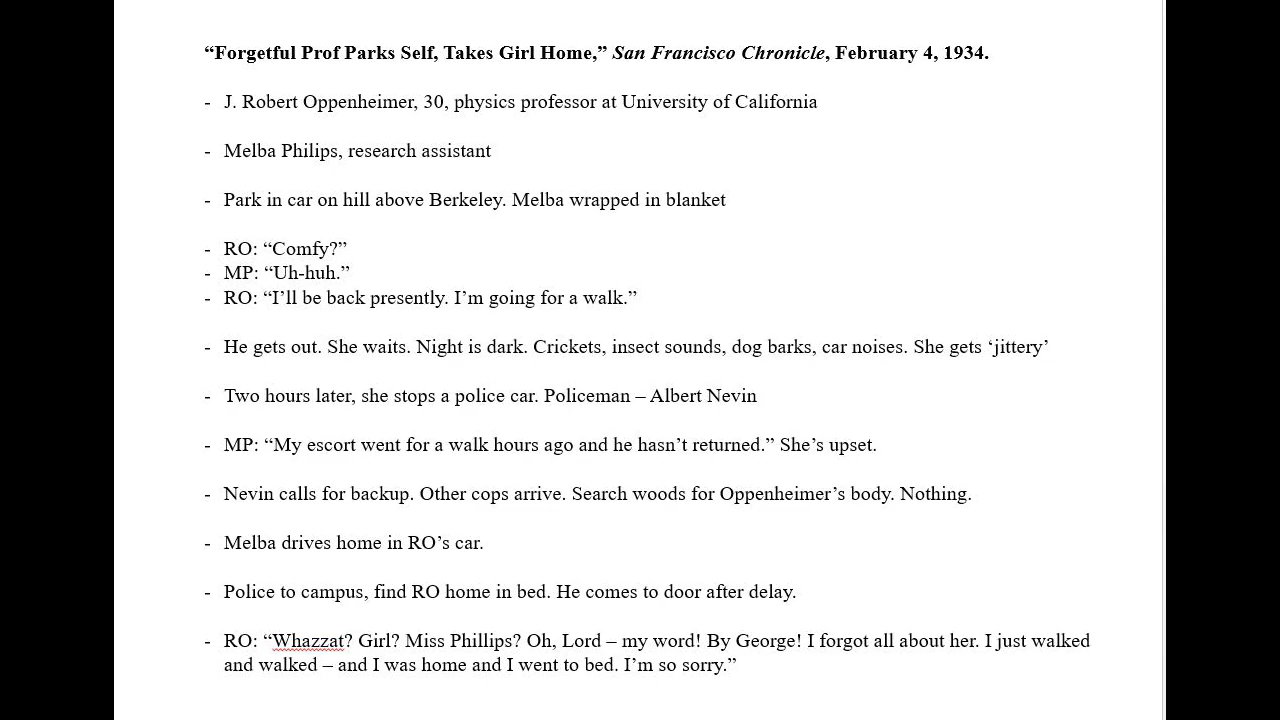 “Forgetful Prof Parks Self, Takes Girl Home,” San Francisco Chronicle, February 4, 1934.
- J. Robert Oppenheimer, 30, physics professor at University of California
- Melba Philips, research assistant
- Park in car on hill above Berkeley. Melba wrapped in blanket
- RO: “Comfy?”
- MP: “Uh-huh.”
- RO: “I’ll be back presently. I’m going for a walk.”
- He gets out. She waits. Night is dark. Crickets, insect sounds, dog barks, car noises. She gets ‘jittery’
- Two hours later, she stops a police car. Policeman – Albert Nevin
- MP: “My escort went for a walk hours ago and he hasn’t returned.” She’s upset.
- Nevin calls for backup. Other cops arrive. Search woods for Oppenheimer’s body. Nothing.
- Melba drives home in RO’s car.
- Police to campus, find RO home in bed. He comes to door after delay.
- RO: “Whazzat? Girl? Miss Phillips? Oh, Lord – my word! By George! I forgot all about her. I just walked
and walked – and I was home and I went to bed. I’m so sorry.”